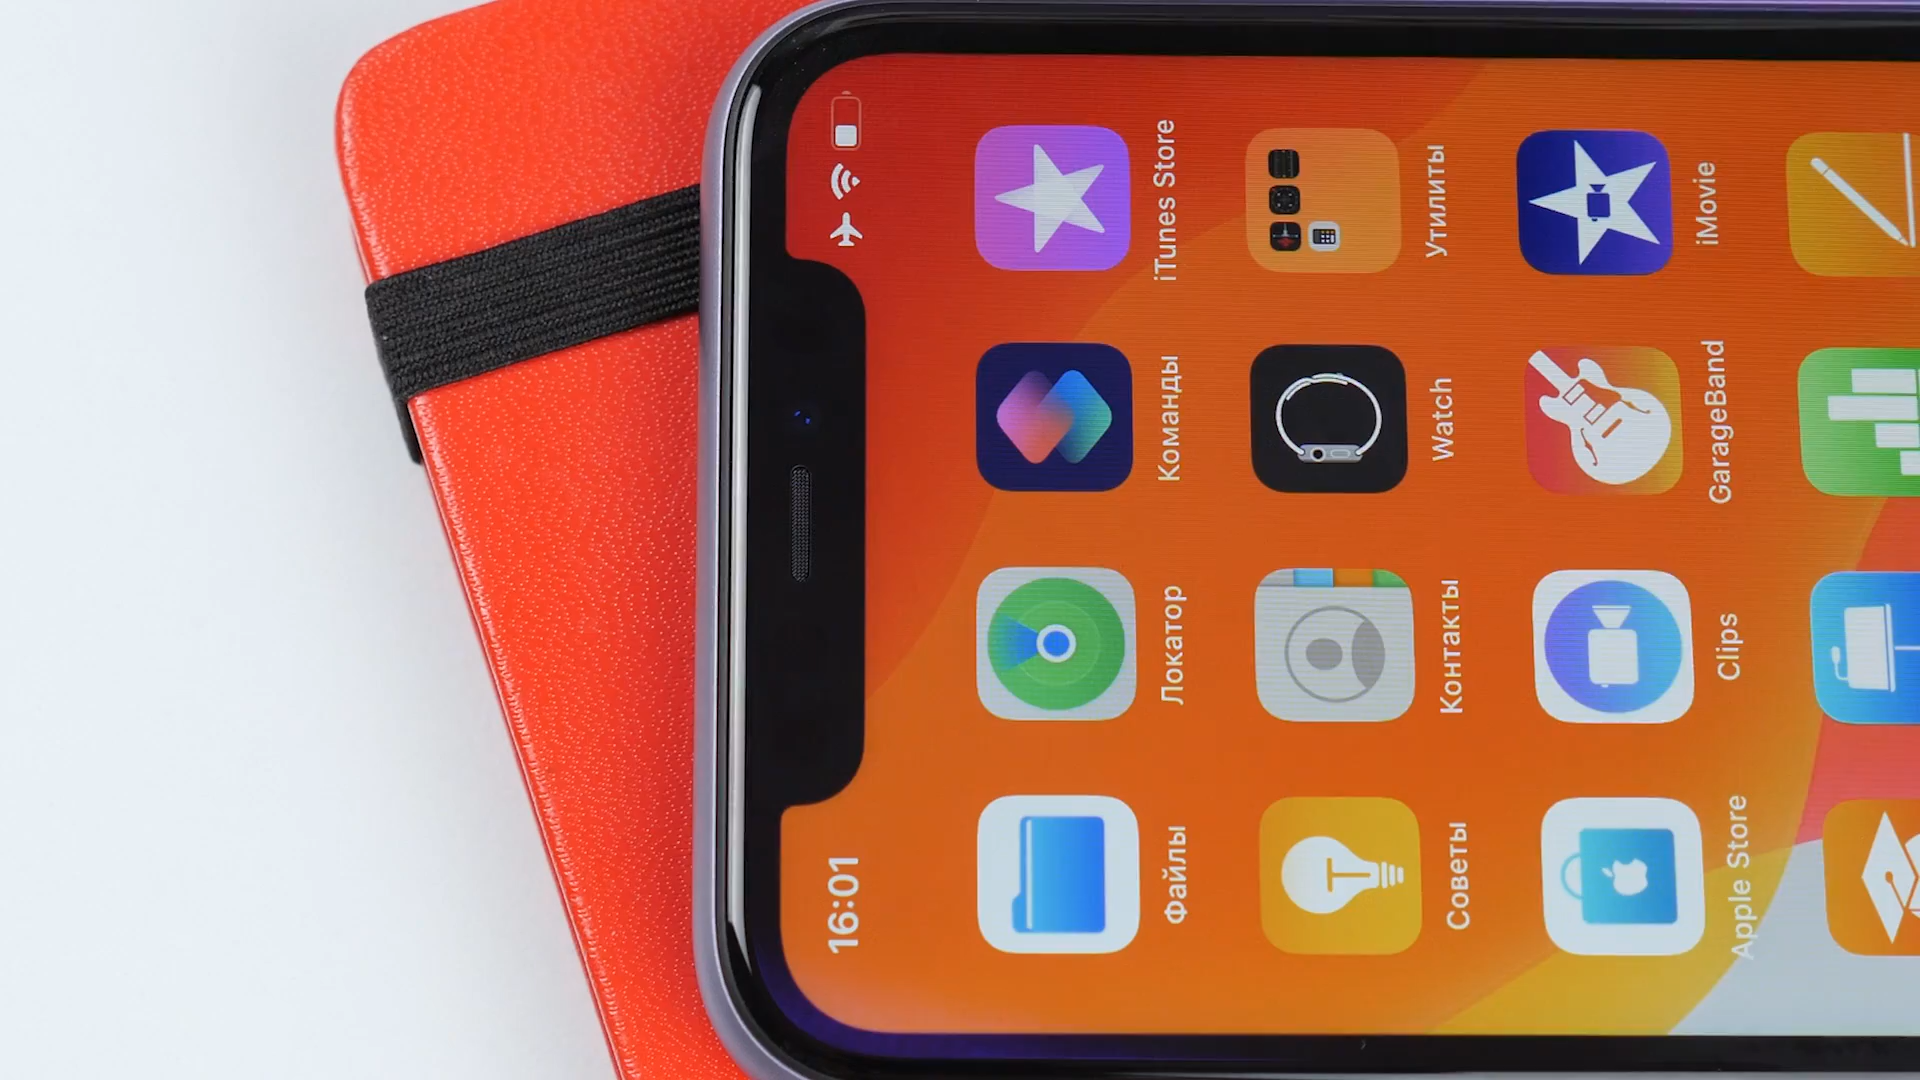 16:01
Файлы
Локатор
Команды
iTunes Store
Советы
Контакты
Watch
Утилиты
Apple Store
Clips
GarageBand
iMovie